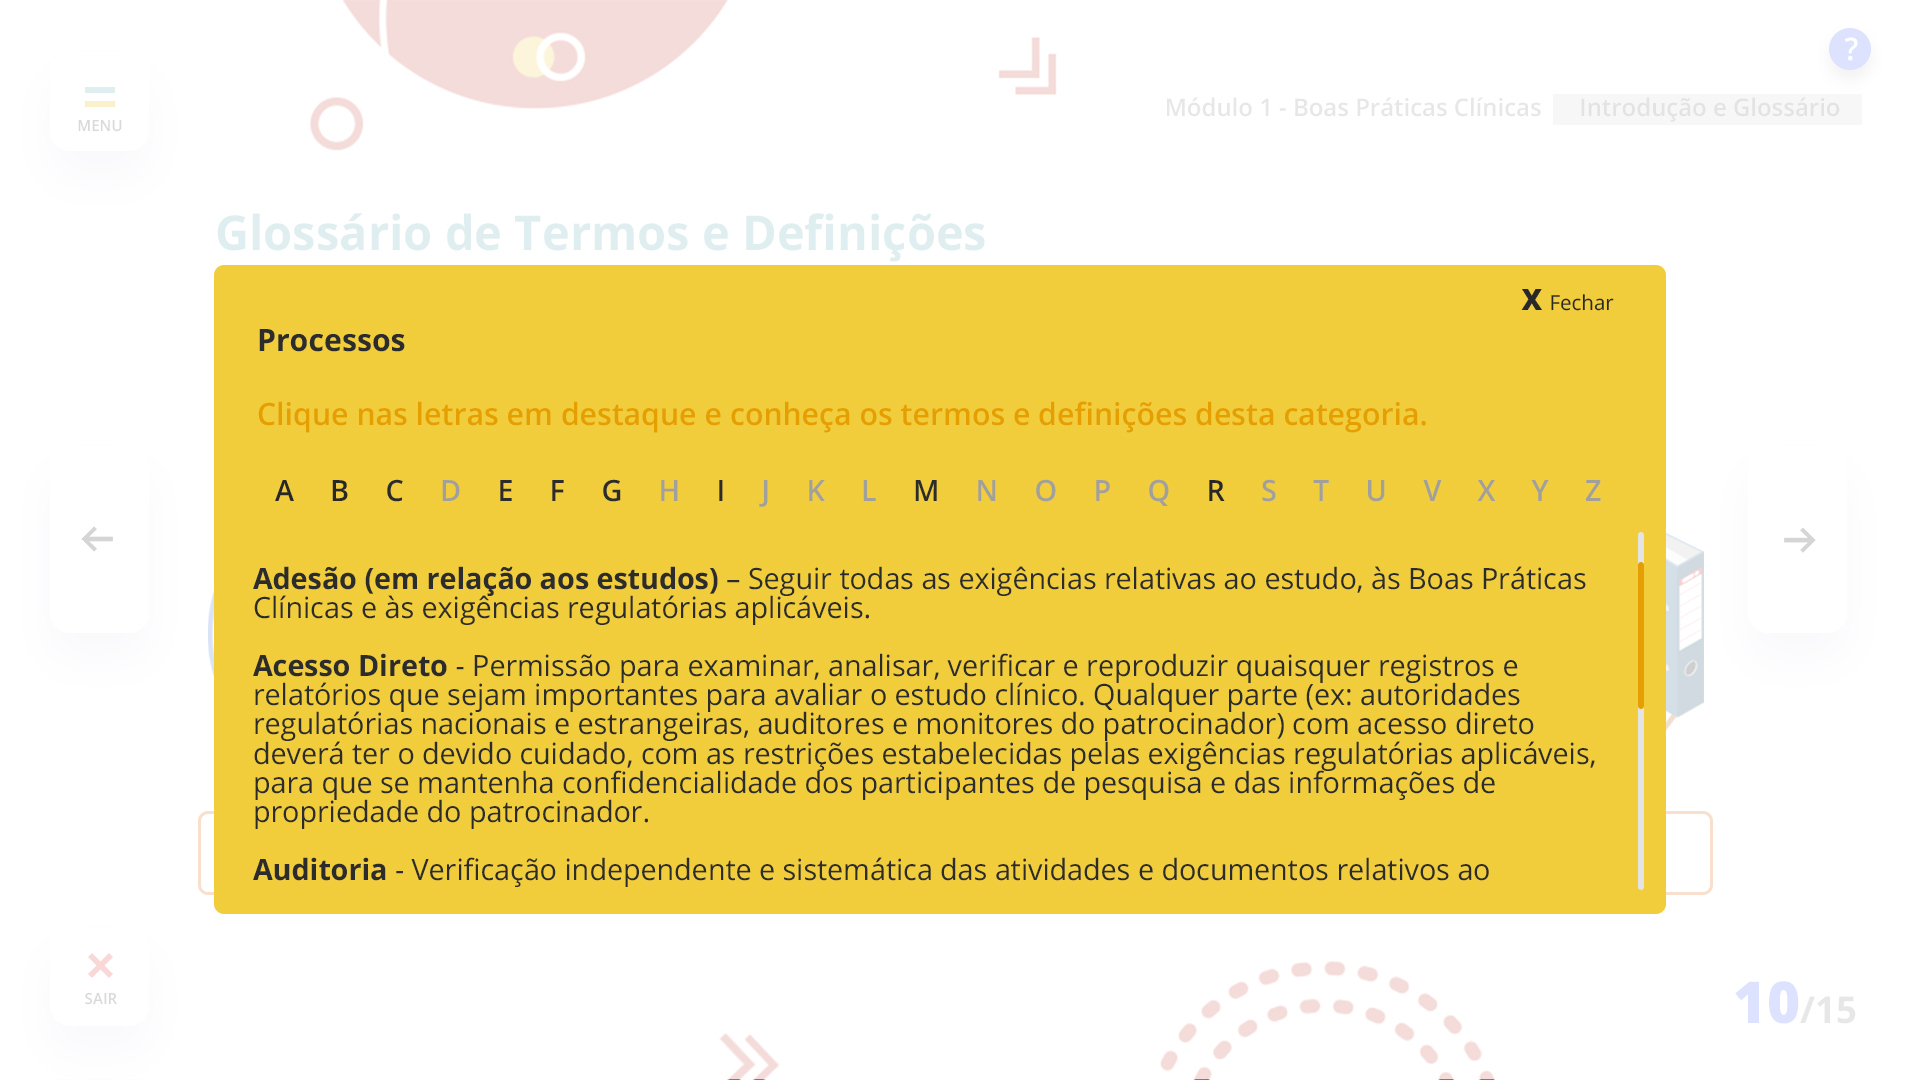 ?
MENU
Módulo 1 - Boas Práticas Clínicas Introdução e Glossário
Glossário de Termos e Definições
X Fechar
Processos
Clique nas letras em destaque e conheça os termos e definições desta categoria.
A B C D E F G H I J K L M N O P Q R S T U V X Y Z
Adesão (em relação aos estudos) – Seguir todas as exigências relativas ao estudo, às Boas Práticas
Clínicas e às exigências regulatórias aplicáveis.
Acesso Direto - Permissão para examinar, analisar, verificar e reproduzir quaisquer registros e
relatórios que sejam importantes para avaliar o estudo clínico. Qualquer parte (ex: autoridades
regulatórias nacionais e estrangeiras, auditores e monitores do patrocinador) com acesso direto
deverá ter o devido cuidado, com as restrições estabelecidas pelas exigências regulatórias aplicáveis,
para que se mantenha confidencialidade dos participantes de pesquisa e das informações de
propriedade do patrocinador.
Auditoria - Verificação independente e sistemática das atividades e documentos relativos ao
SAIR
10/15